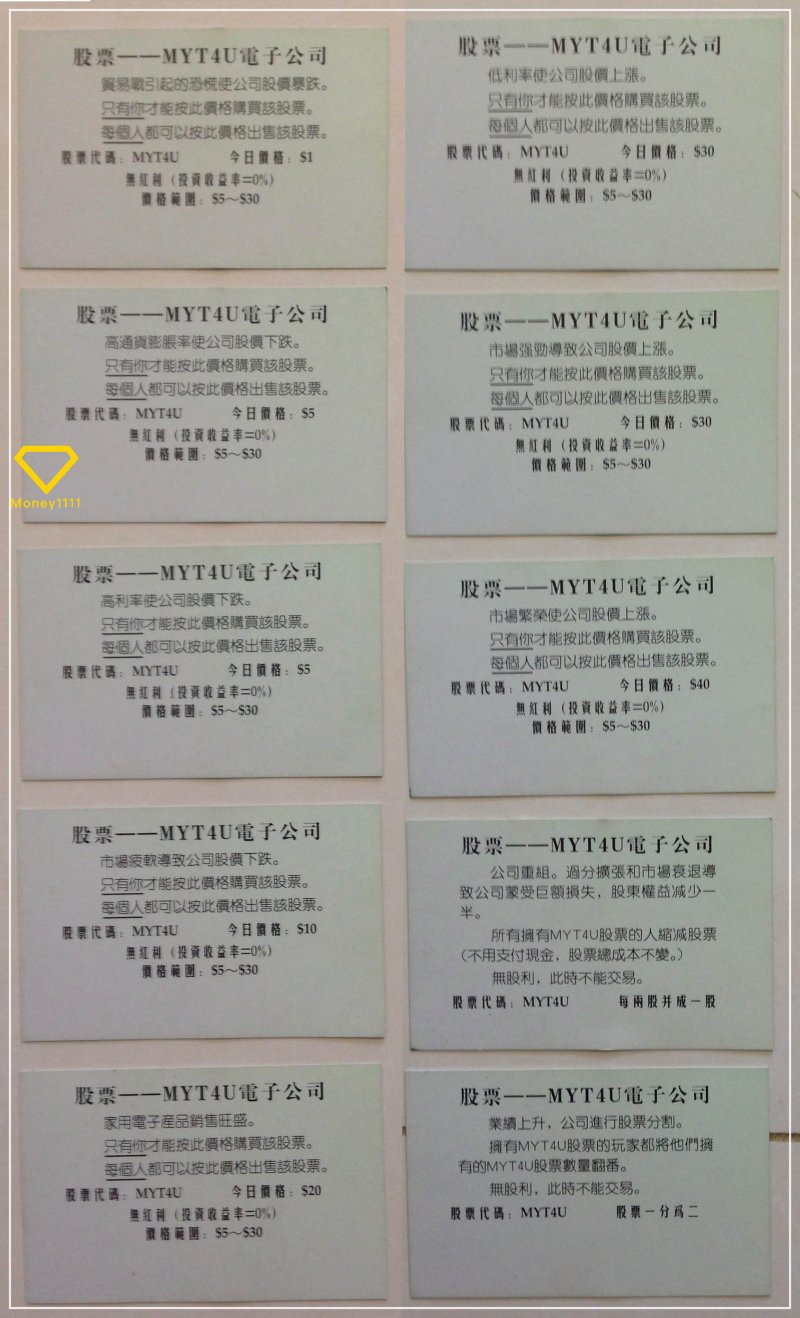 股票——MYT4U電子公司
貿易戰引起的恐慌使公司股價暴跌。
只有你才能按此價格購買該股票。
每個人都可以按此價格出售該股票。
股票代碼：MYT4U 今日價格：$1
無紅利（投資收益率=0%）
價格範圍：$5～$30
股票——MYT4U電子公司
高通貨膨脹率使公司股價下跌。
只有你才能按此價格購買該股票。
每個人都可以按此價格出售該股票。
股票代碼：MYT4U 今日價格：$5
無紅利（投資收益率=0%）
價格範圍：$5～$30
Money1111
股票——MYT4U電子公司
高利率使公司股價下跌。
只有你才能按此價格購買該股票。
每個人都可以按此價格出售該股票。
股票代碼：MYT4U 今日價格：$5
無紅利（投資收益率=0%）
價格範圍：$5～$30
股票——MYT4U電子公司
市場疲軟導致公司股價下跌。
只有你才能按此價格購買該股票。
每個人都可以按此價格出售該股票。
股票代碼：MYT4U 今日價格：$10
無紅利（投資收益率=0%）
價格範圍：$5～$30
股票——MYT4U電子公司
家用電子產品銷售旺盛。
只有你才能按此價格購買該股票。
每個人都可以按此價格出售該股票。
股票代碼：MYT4U 今日價格：$20
無紅利（投資收益率=0%）
價格範圍：$5～$30
股票——MYT4U電子公司
低利率使公司股價上漲。
只有你才能按此價格購買該股票。
每個人都可以按此價格出售該股票。
股票代碼：MYT4U 今日價格：$30
無紅利（投資收益率=0%）
價格範圍：$5～$30
股票——MYT4U電子公司
市場强勁導致公司股價上漲。
只有你才能按此價格購買該股票。
每個人都可以按此價格出售該股票。
股票代碼：MYT4U 今日價格：$30
無紅利（投資收益率=0%）
價格範圍：$5～$30
股票——MYT4U電子公司
市場繁榮使公司股價上漲。
只有你才能按此價格購買該股票。
每個人都可以按此價格出售該股票。
股票代碼：MYT4U 今日價格：$40
無紅利（投資收益率=0%）
價格範圍：$5～$30
股票——MYT4U電子公司
公司重組。過分擴張和市場衰退導
致公司蒙受巨額損失，股東權益减少一
半。
所有擁有MYT4U股票的人縮减股票
（不用支付現金，股票總成本不變。）
無股利，此時不能交易。
股票代碼：MYT4U 每兩股并成一股
股票——MYT4U電子公司
業績上升，公司進行股票分割。
擁有MYT4U股票的玩家都將他們擁
有的MYT4U股票數量翻番。
無股利，此時不能交易。
股票代碼：MYT4U 股票一分爲二